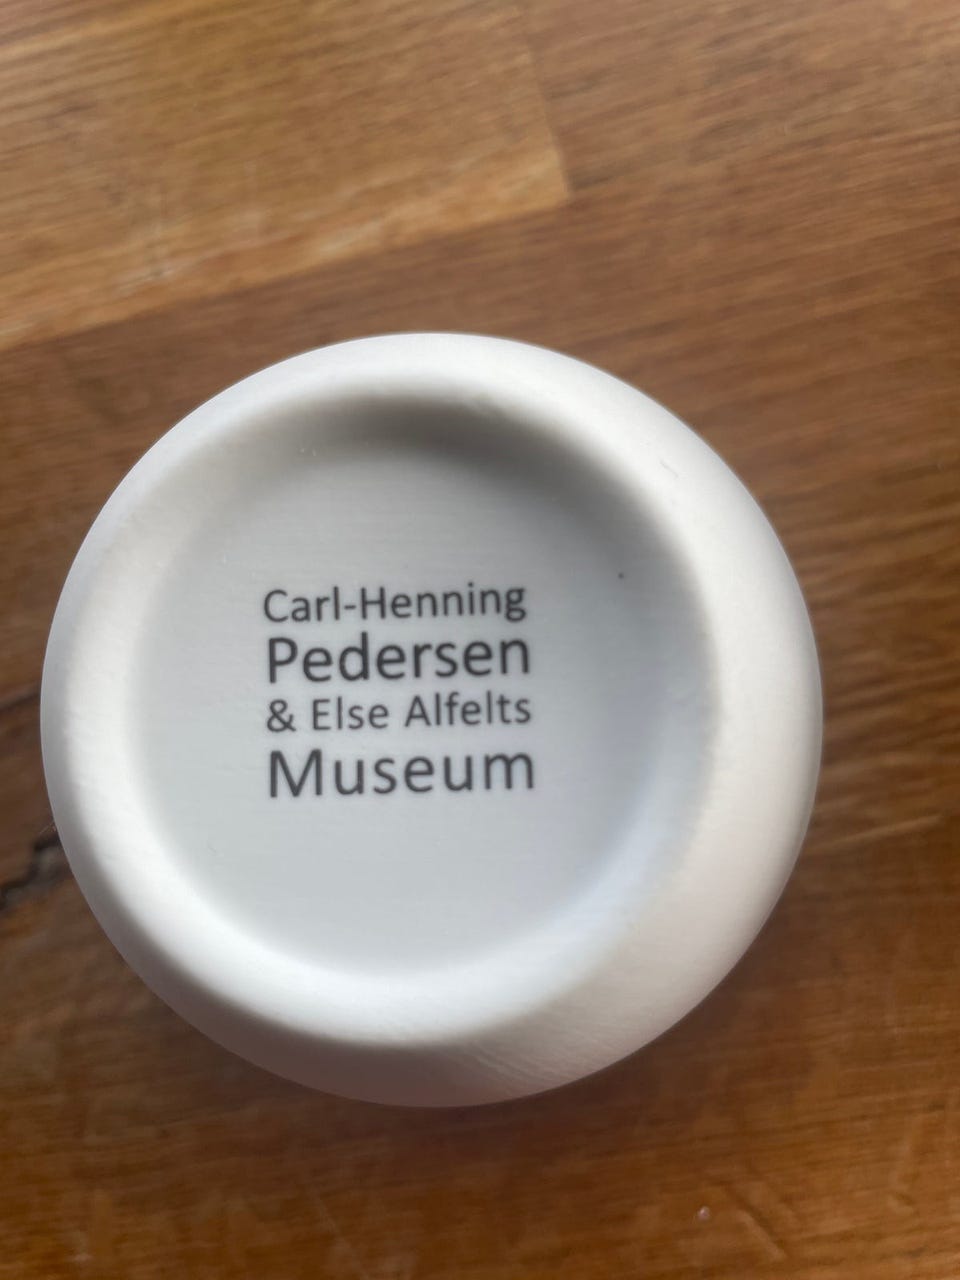 Carl-Henning
Pedersen
& Else Alfelts
Museum